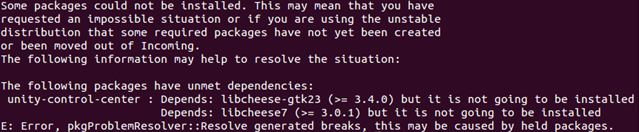 Some packages could not be installed. This may mean that you have
requested an impossible situation or if you are using the unstable
distribution that some required packages have not yet been created
or been moved out of Incoming.
The following information may help to resolve the situation:

The following packages have unmet dependencies:
 unity-control-center : Depends: libcheese-gtk23 (>= 3.4.0) but it is not going to be installed
                        Depends: libcheese7 (>= 3.0.1) but it is not going to be installed
E: Error, pkgProblemResolver::Resolve generated breaks, this may be caused by held packages.